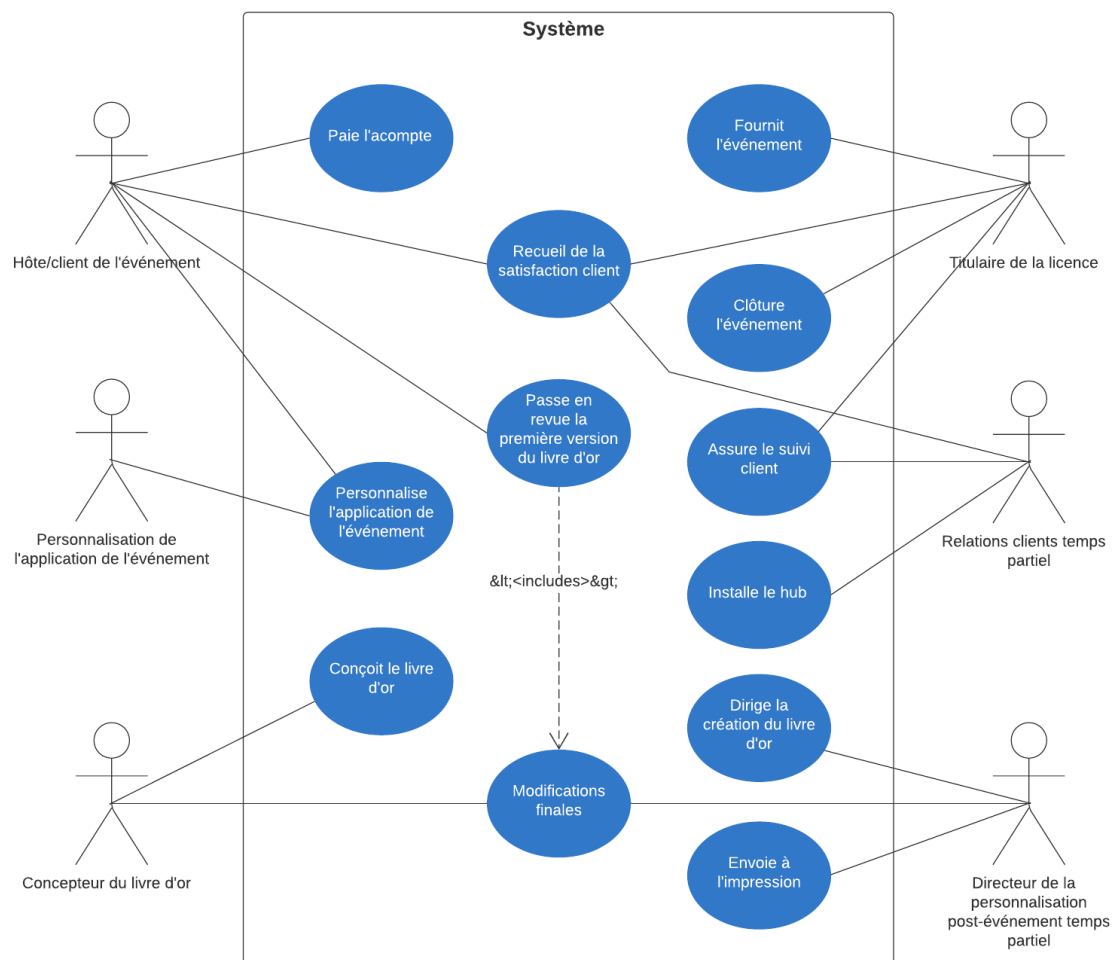 Système
Paie l'acompte
Fournit
l'événement
Recueil de la
satisfaction client
Hôte/client de l'événement
Titulaire de la licence
Clôture
l'événement
Passe en
revue la
première version
du livre d'or
Assure le suivi
client
Personnalise
l'application de
l'événement
Personnalisation de
l'application de l'événement
Relations clients temps
partiel
&lt;<includes>&gt;
Installe le hub
Conçoit le livre
d'or
Dirige la
création du livre
d'or
Modifications
finales
Envoie à
l'impression
Concepteur du livre d'or
Directeur de la
personnalisation
post-événement temps
partiel